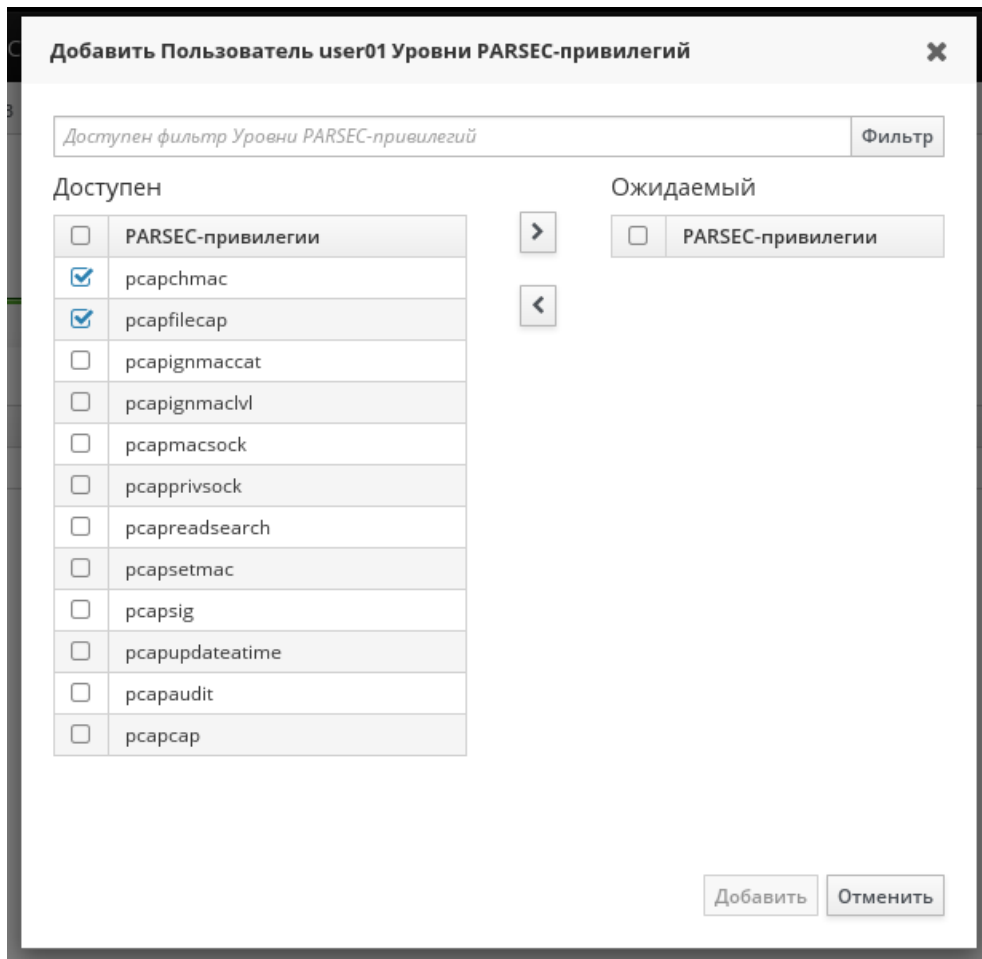 Добавить Пользователь user01 Уровни PARSEC-привилегий
Доступен фильтр Уровни PARSEC-привилегий
Фильтр
Доступен
PARSEC-привилегии
pcapchmac
pcapfilecap
pcapignmaccat
pcapignmaclvl
pcapmacsock
pcapprivsock
pcapreadsearch
pcapsetmac
pcapsig
pcapupdateatime
pcapaudit
pcapcap
Ожидаемый
PARSEC-привилегии
Добавить
Отменить